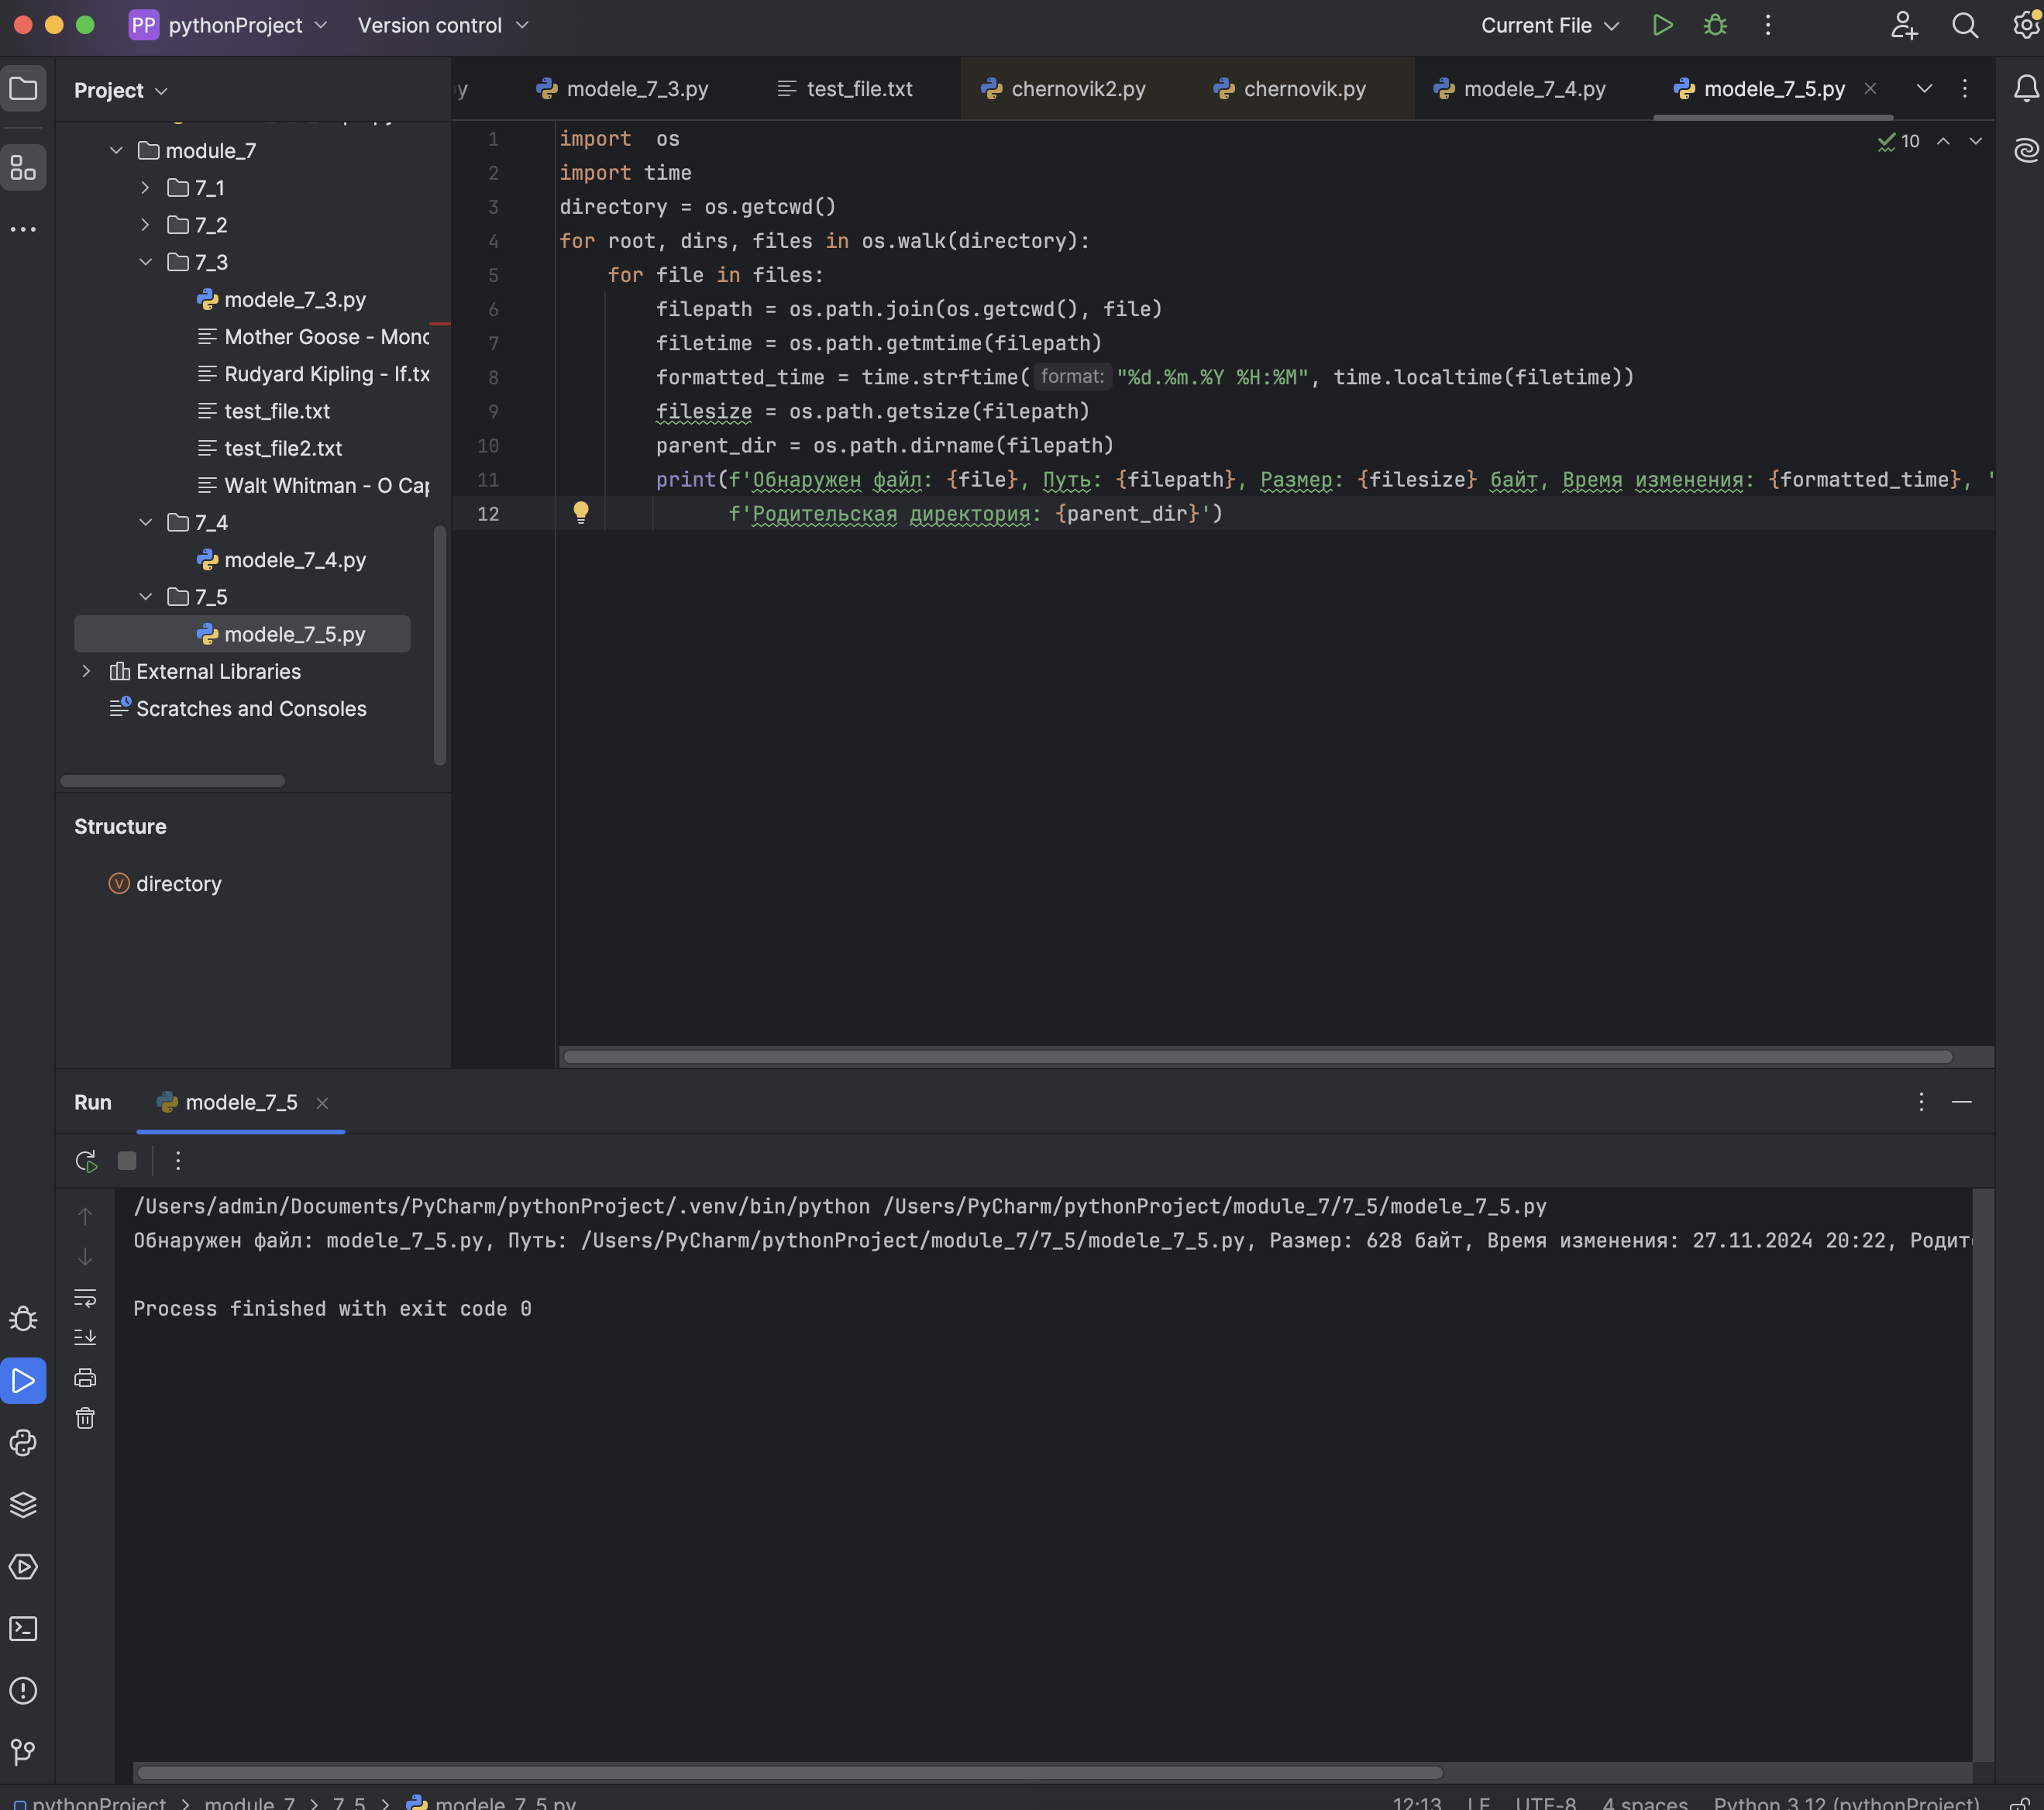 PP pythonProject Version control Current File
Project
modele_7_3.py test_file.txt chernovik2.py chernovik.py modele_7_4.py modele_7_5.py
module_7
7_1
7_2
7_3
modele_7_3.py
Mother Goose - Mono
Rudyard Kipling - If.tx
test_file.txt
test_file2.txt
Walt Whitman - O Cap
7_4
modele_7_4.py
7_5
modele_7_5.py
External Libraries
Scratches and Consoles
Structure
directory
10
1 import  os
2 import time
3 directory = os.getcwd()
4 for root, dirs, files in os.walk(directory):
5     for file in files:
6         filepath = os.path.join(os.getcwd(), file)
7         filetime = os.path.getmtime(filepath)
8         formatted_time = time.strftime( format: "%d.%m.%Y %H:%M", time.localtime(filetime))
9         filesize = os.path.getsize(filepath)
10         parent_dir = os.path.dirname(filepath)
11         print(f'Обнаружен файл: {file}, Путь: {filepath}, Размер: {filesize} байт, Время изменения: {formatted_time}, '
12               f'Родительская директория: {parent_dir}')
Run modele_7_5
/Users/admin/Documents/PyCharm/pythonProject/.venv/bin/python /Users/PyCharm/pythonProject/module_7/7_5/modele_7_5.py
Обнаружен файл: modele_7_5.py, Путь: /Users/PyCharm/pythonProject/module_7/7_5/modele_7_5.py, Размер: 628 байт, Время изменения: 27.11.2024 20:22, Родит
Process finished with exit code 0
pythonProject > module_7 > 7_5 > modele_7_5.py 12:13 LF UTF-8 4 spaces Python 3.12 (pythonProject)